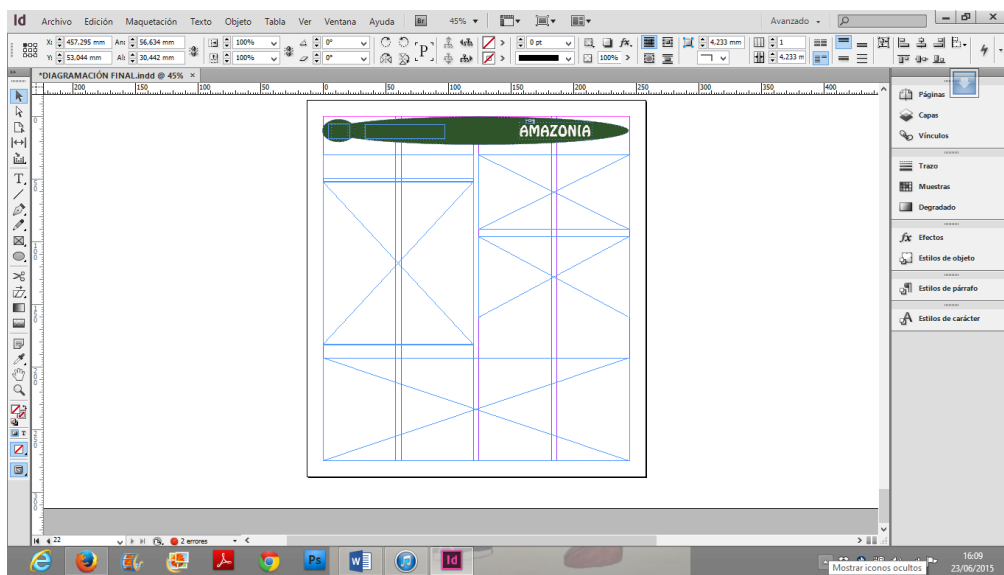 Id Archivo Edición Maquetación Texto Objeto Tabla Ver Ventana Ayuda Br 45% Avanzado
X: 457,295 mm An: 56,634 mm 100% 0° P 0 pt fx. 4,233 mm 1
Y: 53,044 mm Al: 30,442 mm 100% 0° 100% 4,233 m
*DIAGRAMACIÓN FINAL.indd @ 45% ×
200 150 100 50 0 50 100 150 200 250 300 350 400
AMAZONIA
Páginas
Capas
Vínculos
Trazo
Muestras
Degradado
fx Efectos
Estilos de objeto
Estilos de párrafo
Estilos de carácter
22 2 errores
Ps W Id
Mostrar iconos ocultos
16:09
23/06/2015